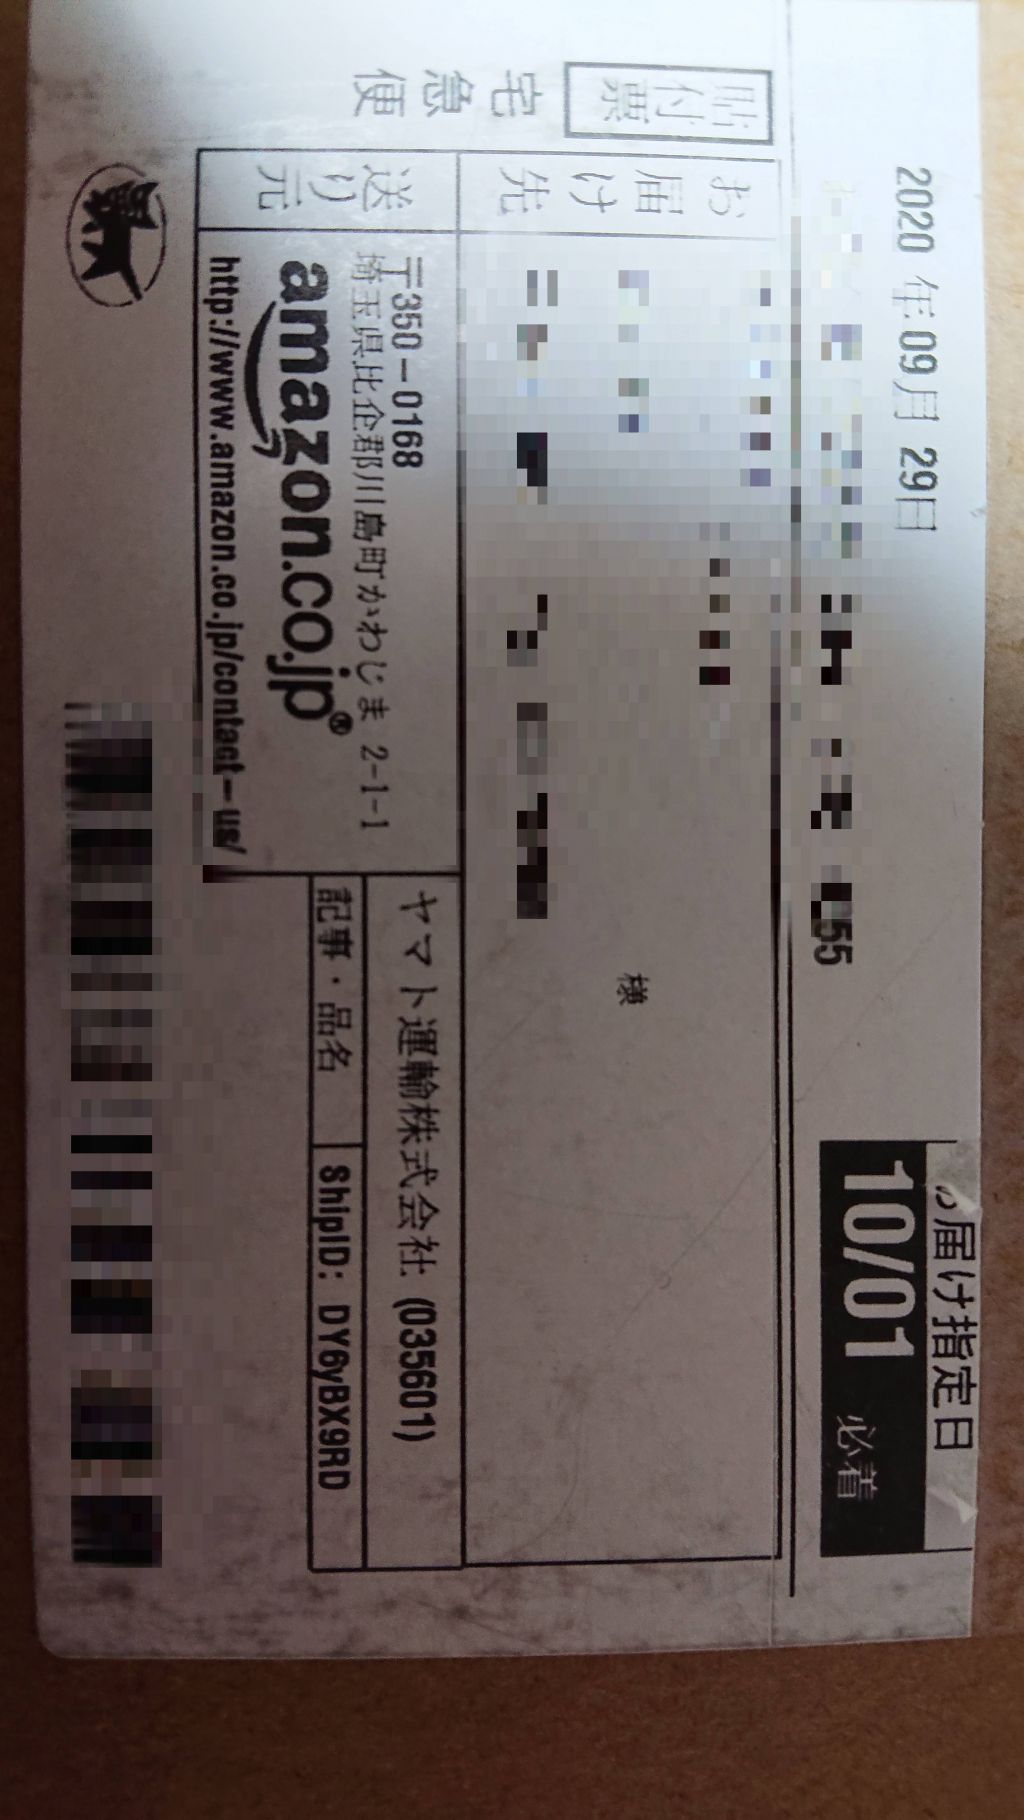 2020 年 09月 29日
55
お届け指定日
10/01 必着
貼付票
宅急便
お届け先
様
送り元
〒350-0168
埼玉県比企郡川島町かわじま 2-1-1
amazon.co.jp®
http://www.amazon.co.jp/contact-us/
ヤマト運輸株式会社 (035601)
記事・品名
ShipID: DY6yBX9RD